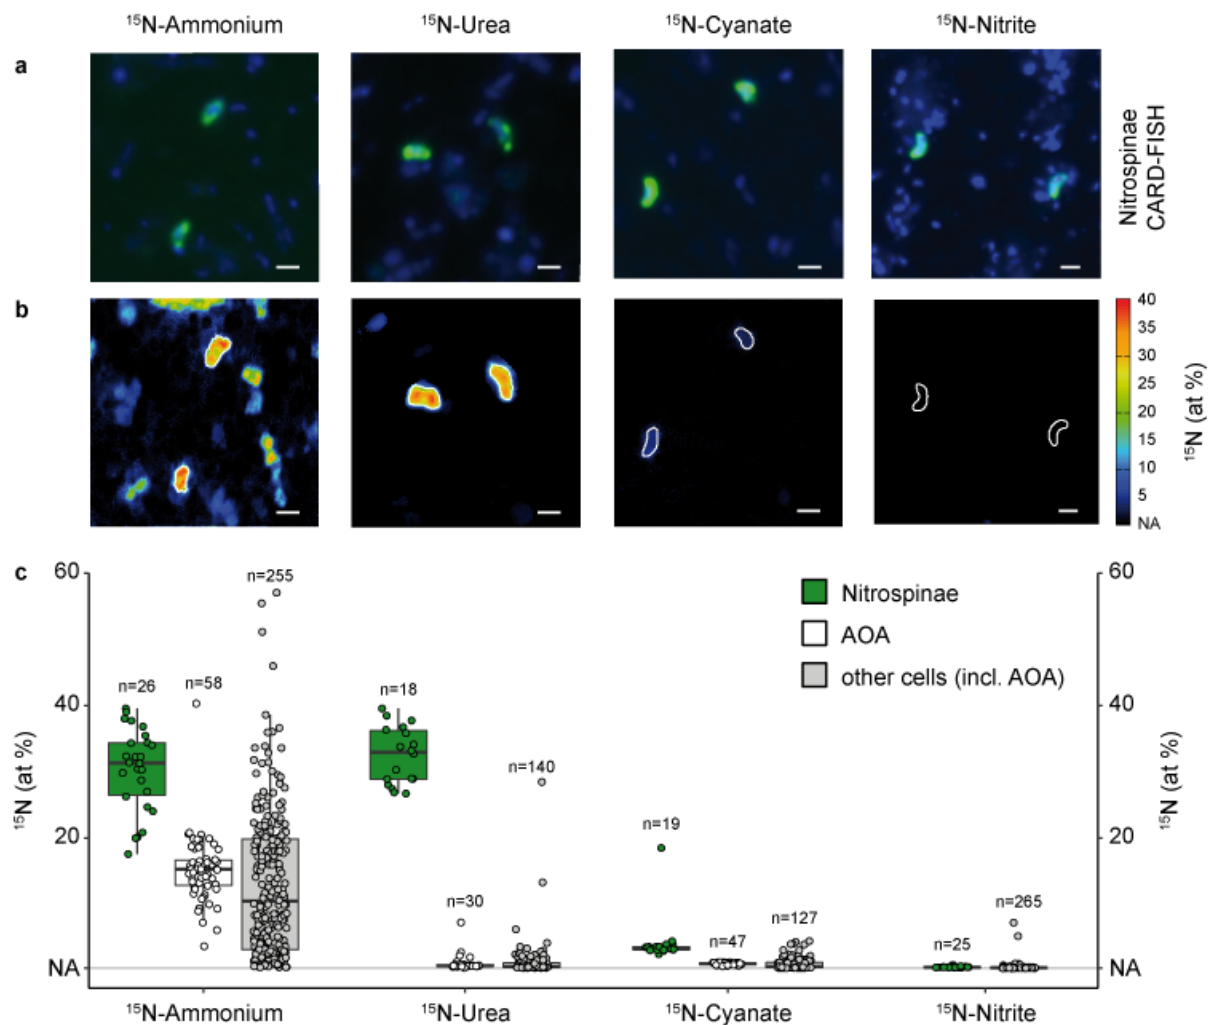 ¹⁵N-Ammonium ¹⁵N-Urea ¹⁵N-Cyanate ¹⁵N-Nitrite
a
Nitrospinae
CARD-FISH
b
40
35
30
25
20
15
10
5
NA
¹⁵N (at %)
c
60
40
20
NA
¹⁵N (at %)
n=26
n=58
n=255
n=18
n=30
n=140
n=19
n=47
n=127
n=25
n=265
Nitrospinae
AOA
other cells (incl. AOA)
60
40
20
NA
¹⁵N (at %)
¹⁵N-Ammonium ¹⁵N-Urea ¹⁵N-Cyanate ¹⁵N-Nitrite